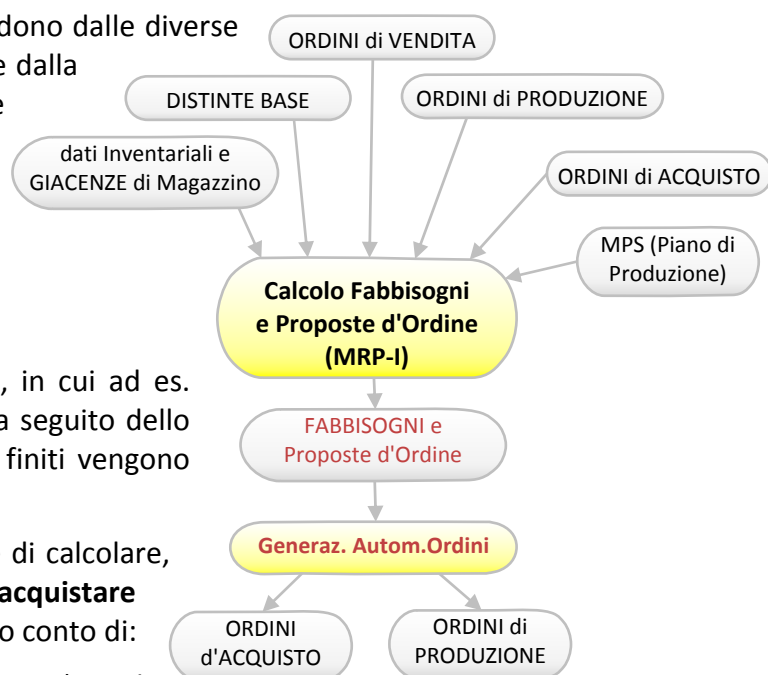 dono dalle diverse
e dalla
e
ORDINI di VENDITA
DISTINTE BASE
ORDINI di PRODUZIONE
dati Inventariali e
GIACENZE di Magazzino
ORDINI di ACQUISTO
MPS (Piano di
Produzione)
Calcolo Fabbisogni
e Proposte d'Ordine
(MRP-I)
, in cui ad es.
a seguito dello
finiti vengono
FABBISOGNI e
Proposte d'Ordine
di calcolare,
acquistare
o conto di:
Generaz. Autom.Ordini
ORDINI
d'ACQUISTO
ORDINI di
PRODUZIONE